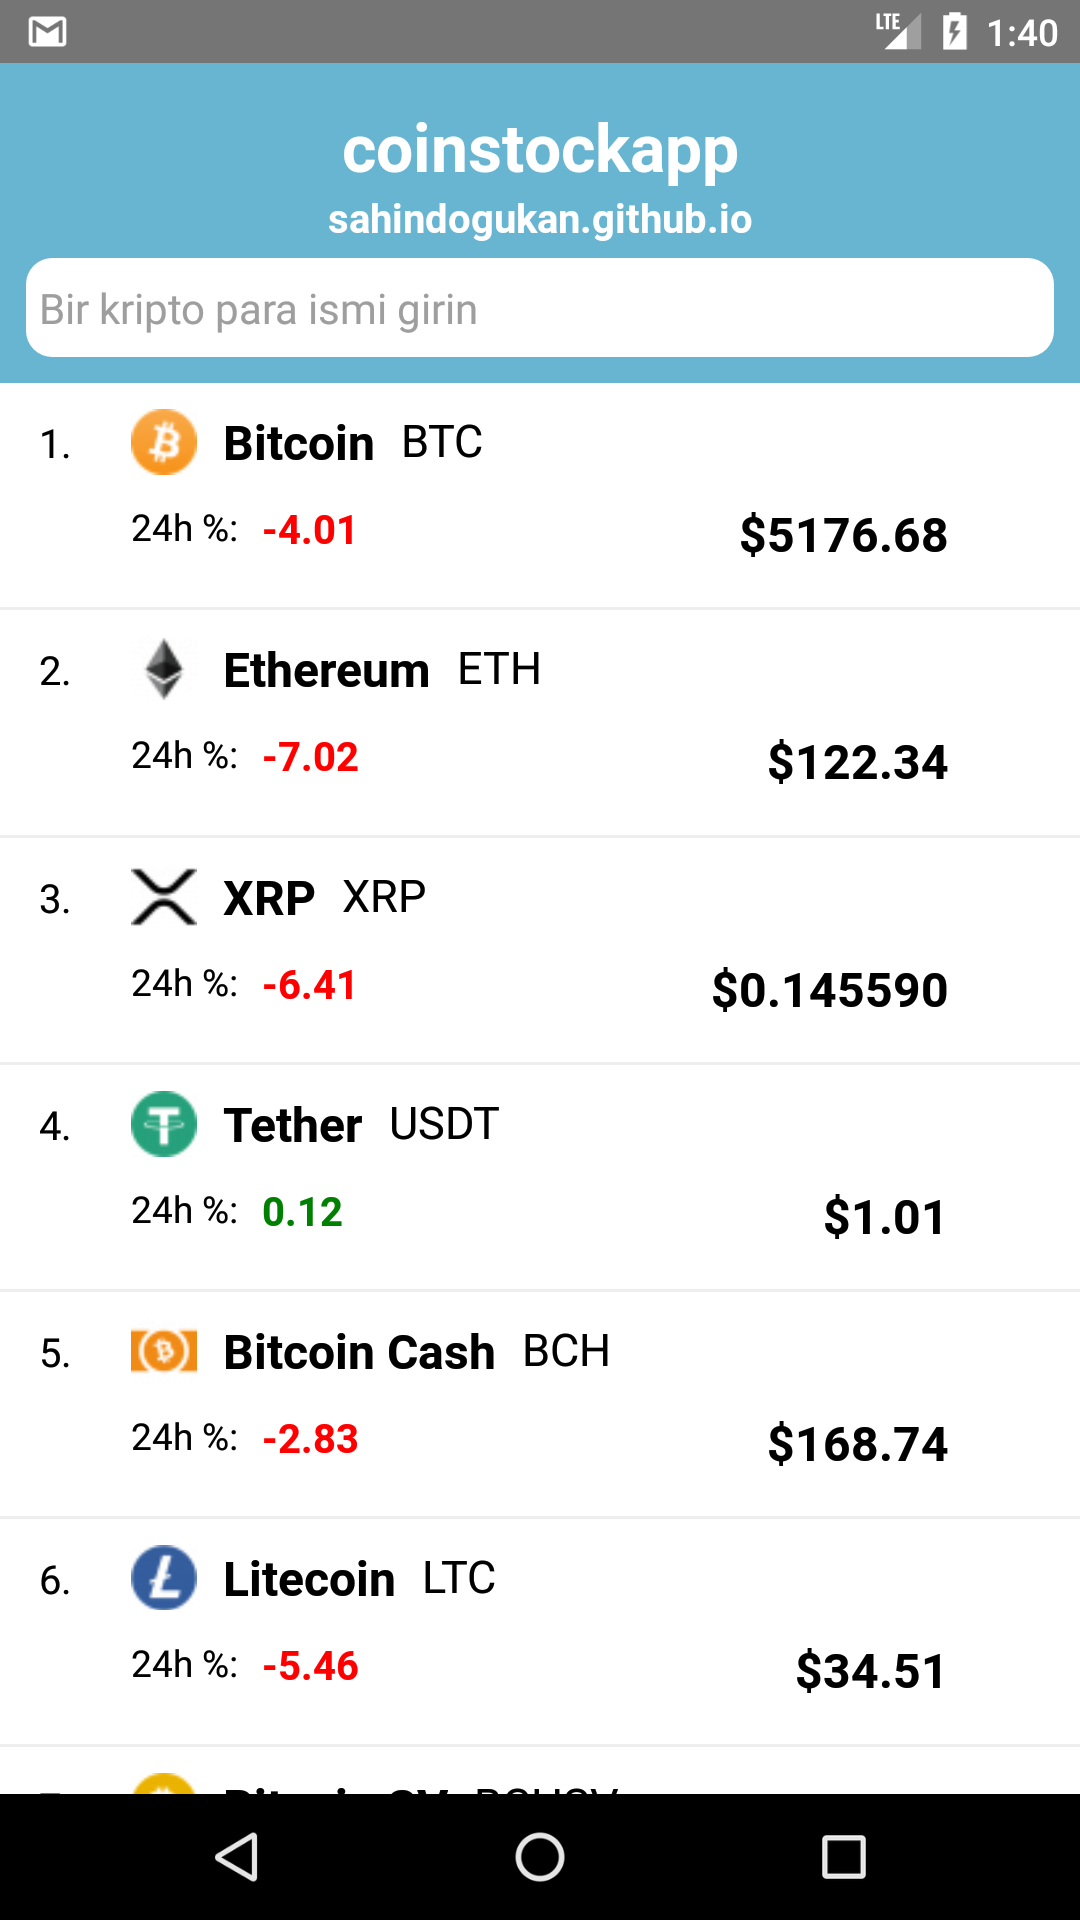 LTE 1:40
coinstockapp
sahindogukan.github.io
Bir kripto para ismi girin
1. Bitcoin BTC
24h %: -4.01 $5176.68
2. Ethereum ETH
24h %: -7.02 $122.34
3. XRP XRP
24h %: -6.41 $0.145590
4. Tether USDT
24h %: 0.12 $1.01
5. Bitcoin Cash BCH
24h %: -2.83 $168.74
6. Litecoin LTC
24h %: -5.46 $34.51
Bitcoin SV